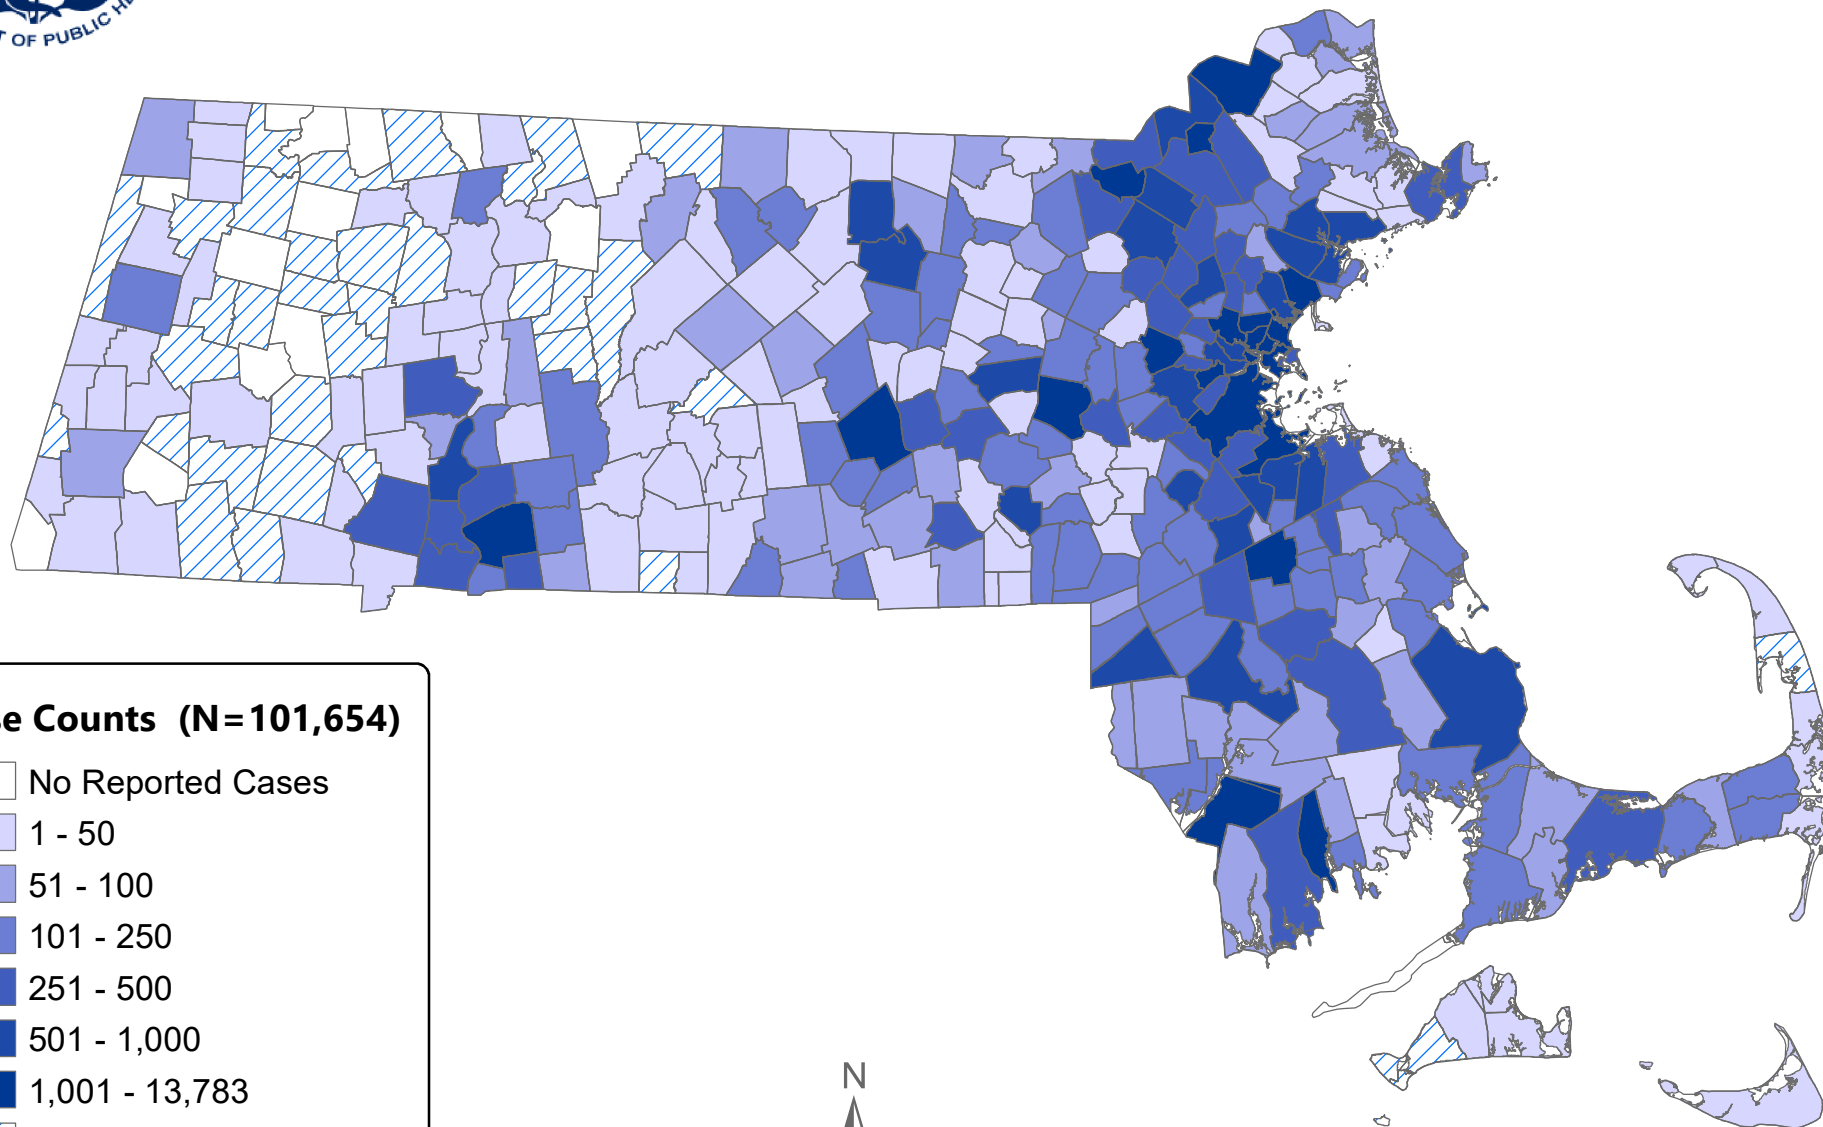 OF PUBLIC HE
e Counts (N=101,654)
No Reported Cases
1 - 50
51 - 100
101 - 250
251 - 500
501 - 1,000
1,001 - 13,783
N